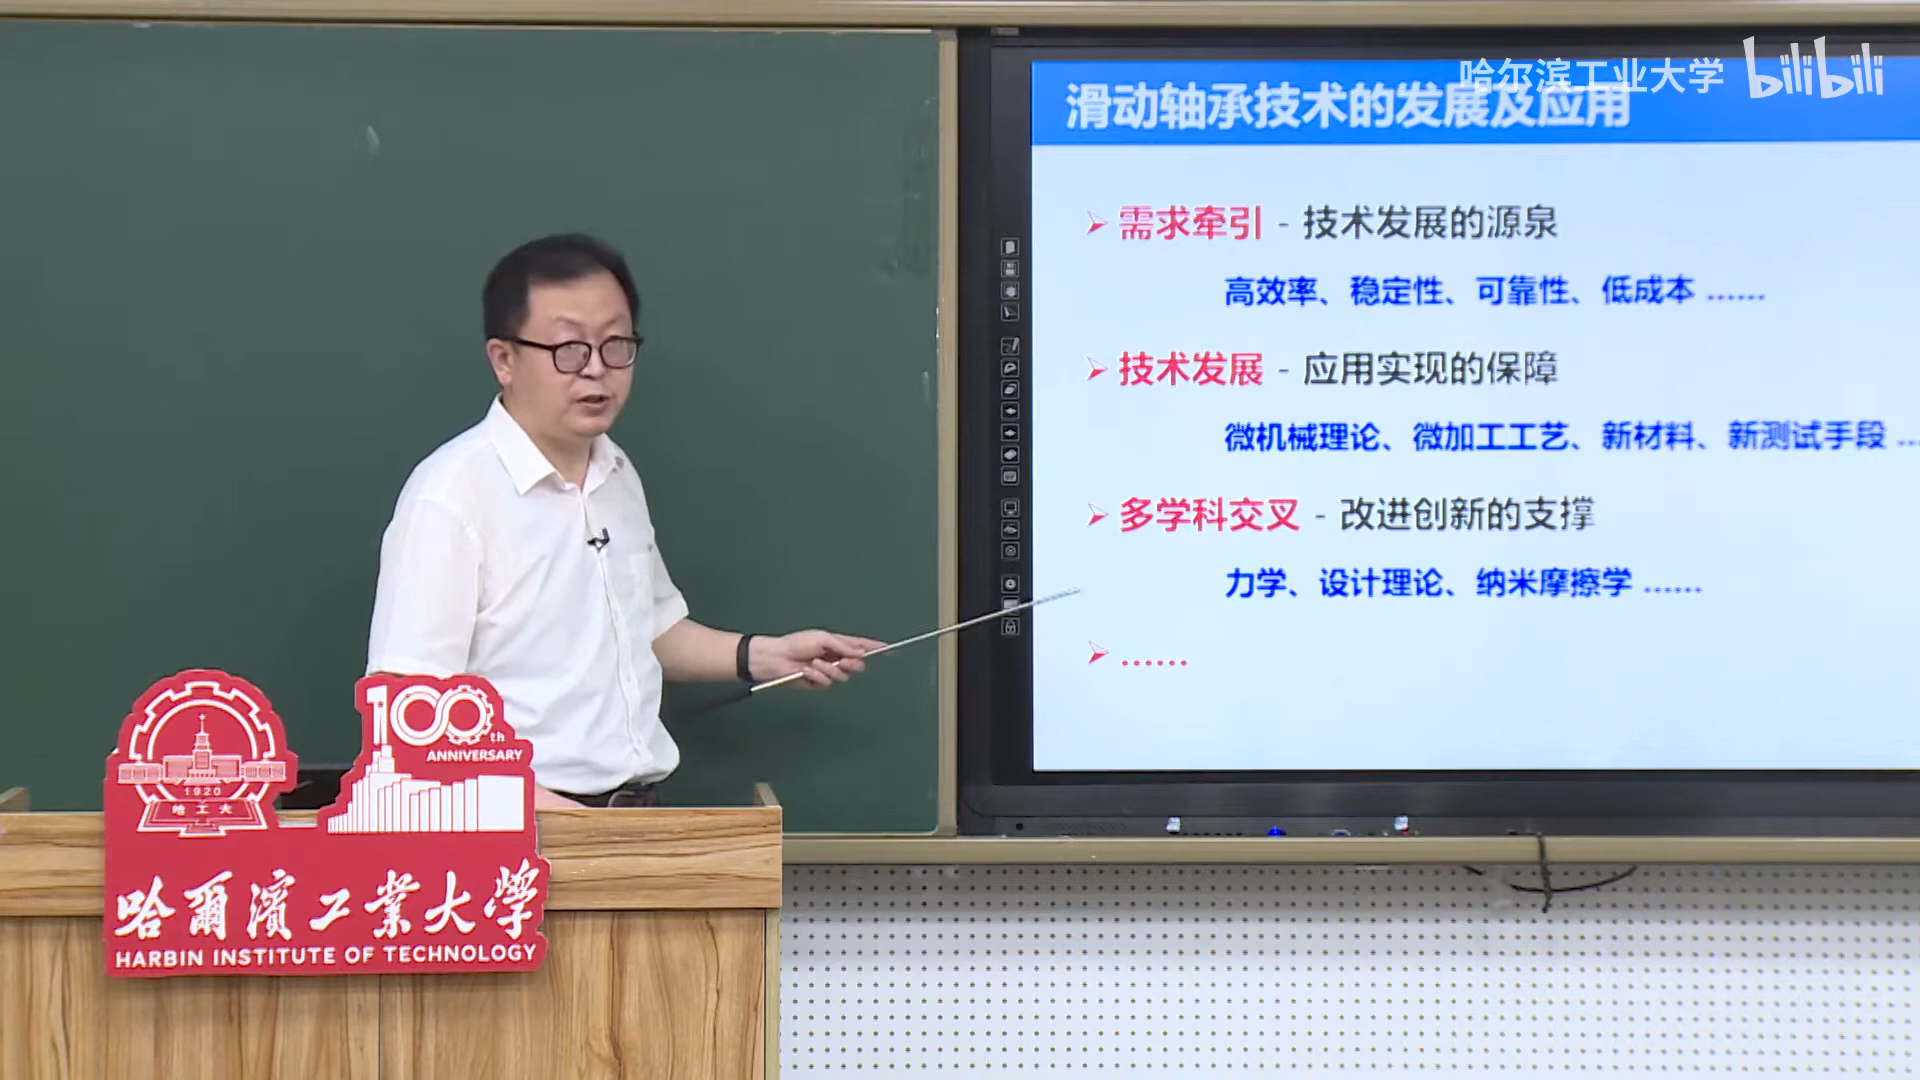 哈尔滨工业大学 bilibili
滑动轴承技术的发展及应用
需求牵引 - 技术发展的源泉
高效率、稳定性、可靠性、低成本 ......
技术发展 - 应用实现的保障
微机械理论、微加工工艺、新材料、新测试手段 ...
多学科交叉 - 改进创新的支撑
力学、设计理论、纳米摩擦学 ......
......
100th
ANNIVERSARY
1920
哈工大
哈爾濱工業大學
HARBIN INSTITUTE OF TECHNOLOGY